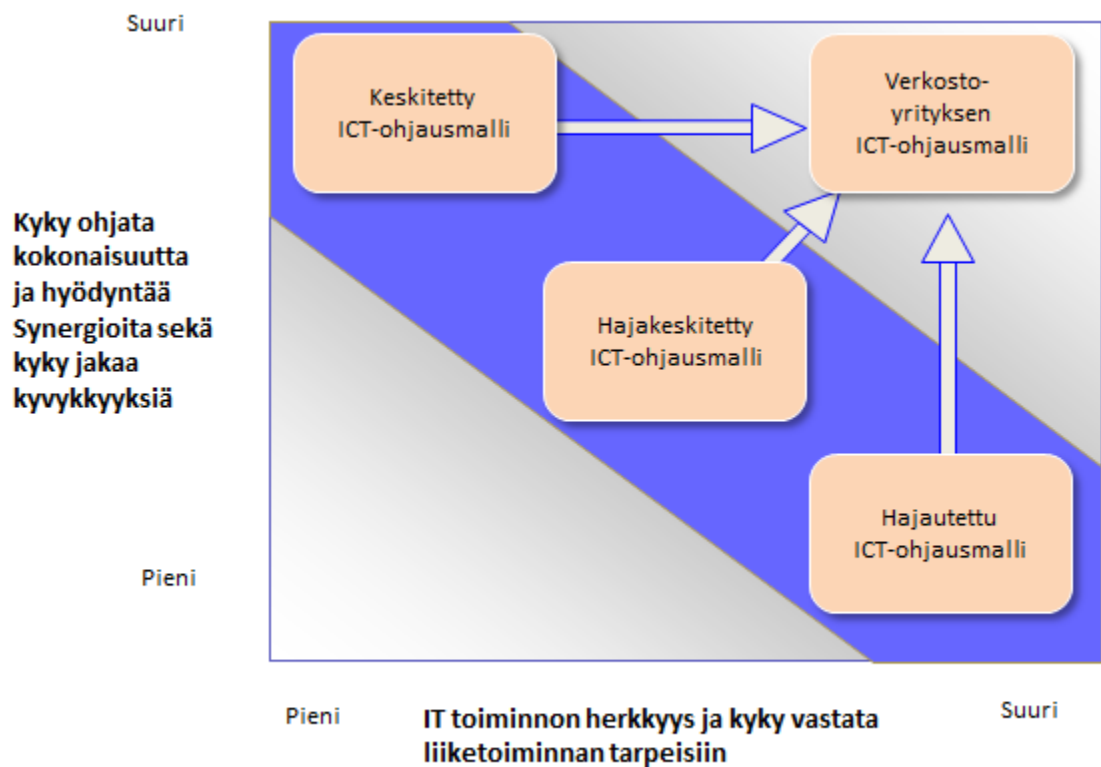 Suuri
Keskitetty
ICT-ohjausmalli
Verkosto-
yrityksen
ICT-ohjausmalli
Kyky ohjata
kokonaisuutta
ja hyödyntää
Synergioita sekä
kyky jakaa
kyvykkyyksiä
Hajakeskitetty
ICT-ohjausmalli
Hajautettu
ICT-ohjausmalli
Pieni
Pieni
IT toiminnon herkkyys ja kyky vastata
liiketoiminnan tarpeisiin
Suuri